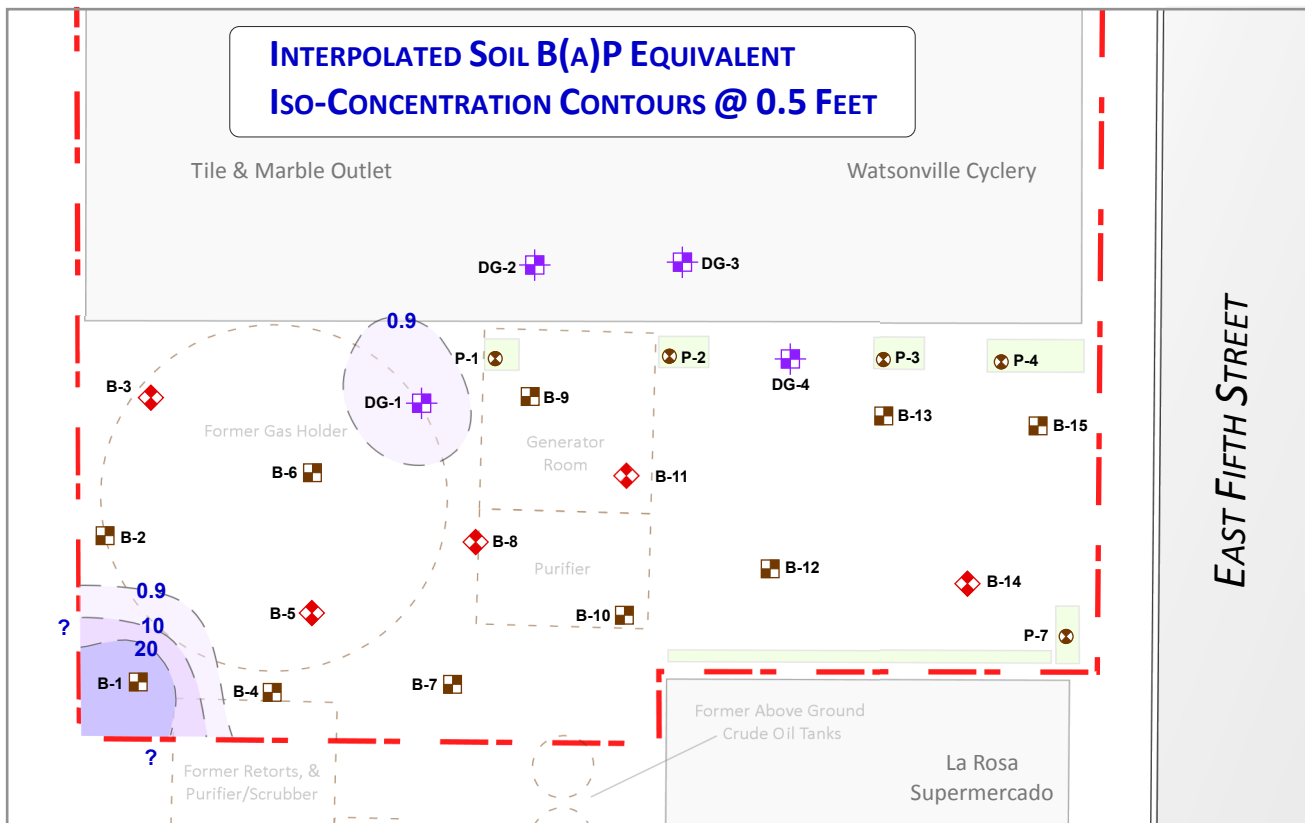 INTERPOLATED SOIL B(A)P EQUIVALENT
ISO-CONCENTRATION CONTOURS @ 0.5 FEET
Tile & Marble Outlet
Watsonville Cyclery
DG-2
DG-3
0.9
P-1
P-2
P-3
P-4
DG-4
B-3
DG-1
B-9
B-13
B-15
Former Gas Holder
Generator
Room
B-6
B-11
EAST FIFTH STREET
B-2
B-8
Purifier
B-12
B-14
0.9
B-5
B-10
?
10
20
P-7
B-1
B-4
B-7
?
Former Above Ground
Crude Oil Tanks
Former Retorts, &
Purifier/Scrubber
La Rosa
Supermercado